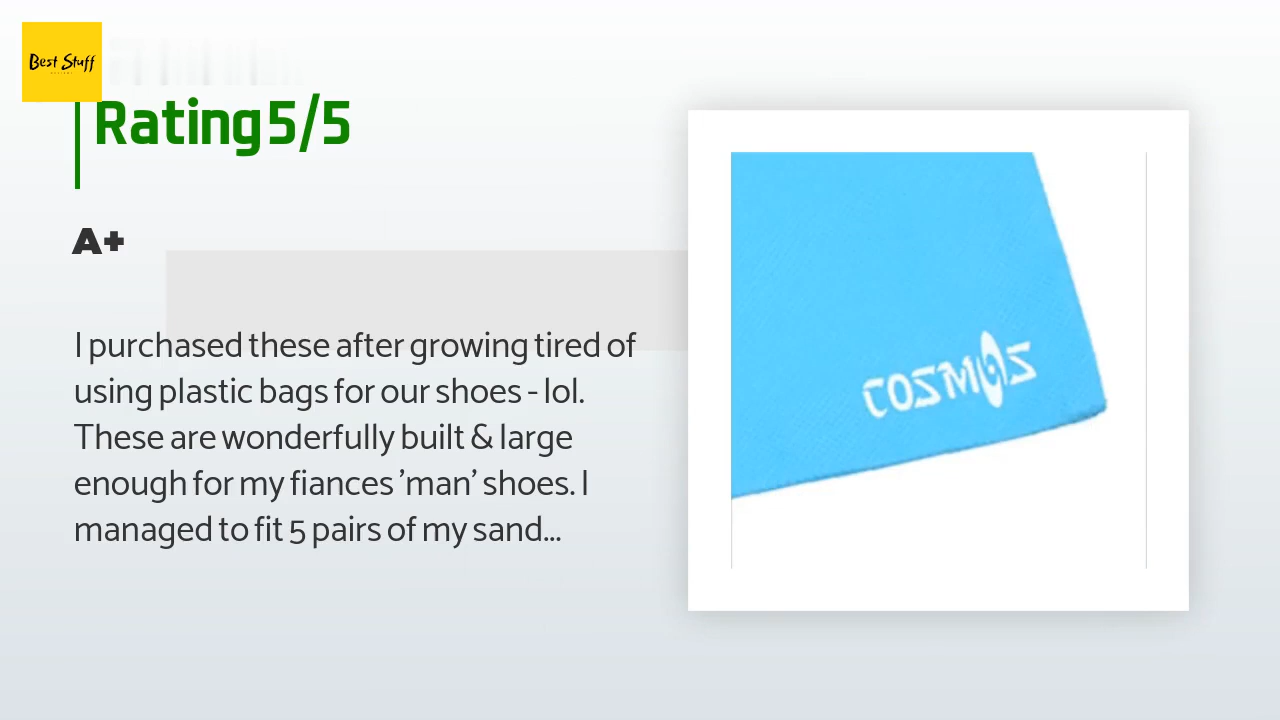 Best Stuff
Rating 5/5
A+
I purchased these after growing tired of
using plastic bags for our shoes - lol.
These are wonderfully built & large
enough for my fiances 'man' shoes. I
managed to fit 5 pairs of my sand...
COSMOS